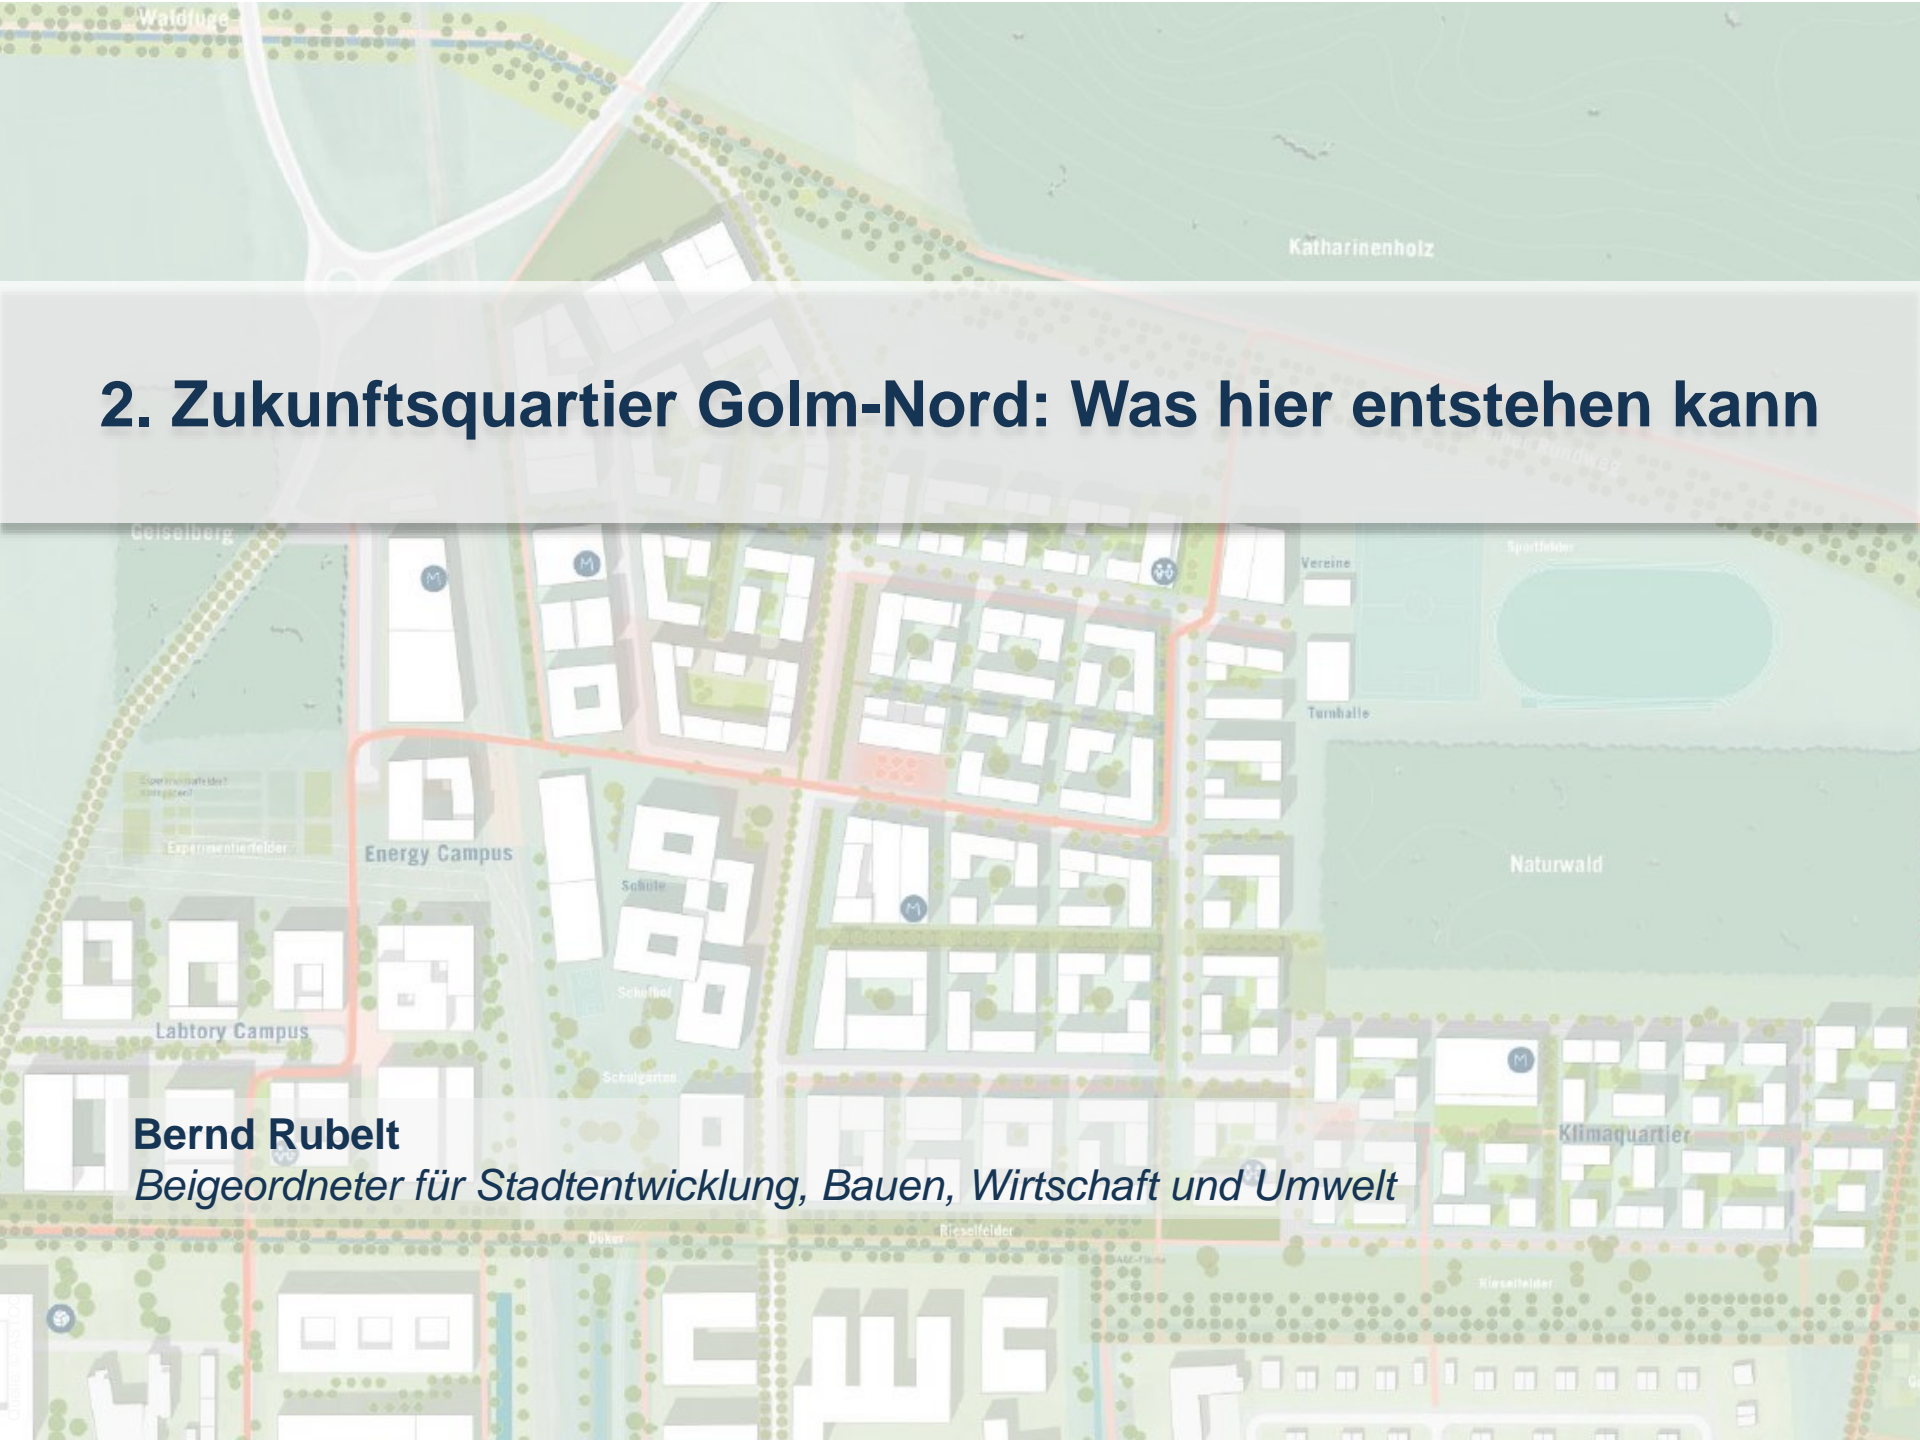 Waldfuge
Katharinenholz
2. Zukunftsquartier Golm-Nord: Was hier entstehen kann
Rundweg
Geiselberg
Sportfelder
M
M
Vereine
Turnhalle
Experimentierfelder
Energy Campus
Schule
Naturwald
M
Schulhof
Labtory Campus
M
Schulgarten
Bernd Rubelt
Klimaquartier
Beigeordneter für Stadtentwicklung, Bauen, Wirtschaft und Umwelt
Düker
Rieselfelder
Rieselfelder